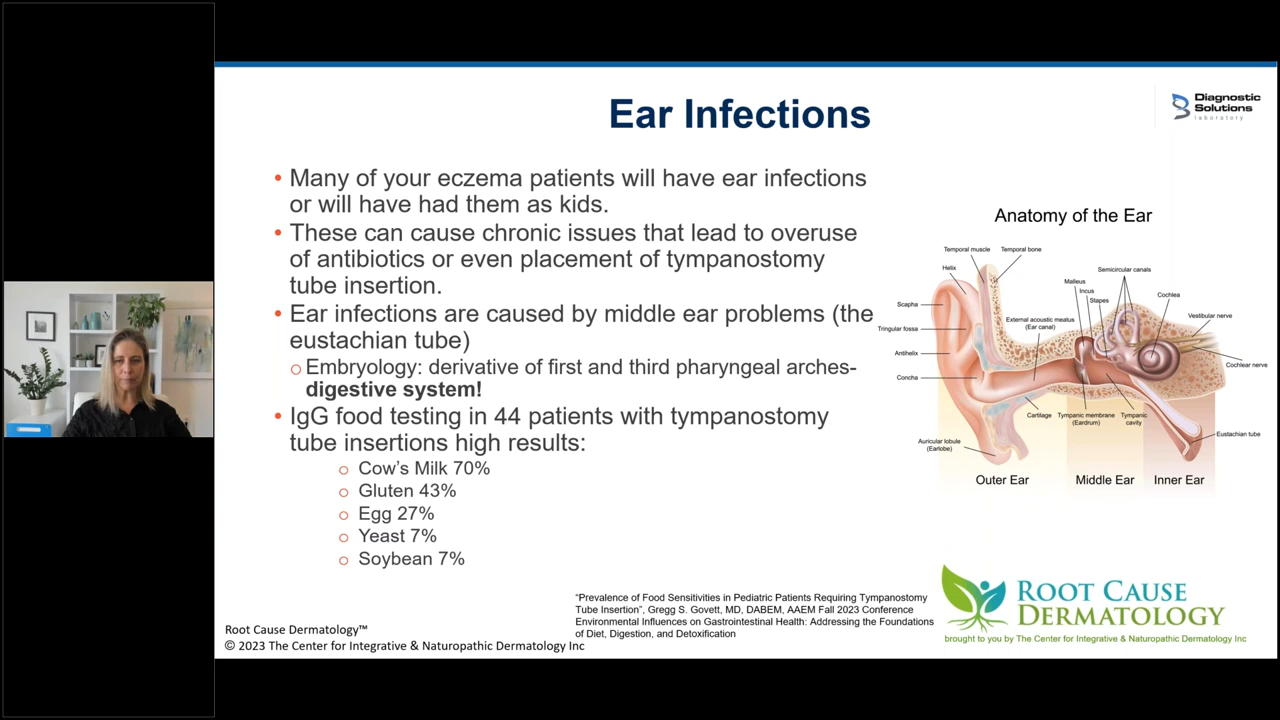 Ear Infections
Diagnostic
Solutions
laboratory
• Many of your eczema patients will have ear infections
or will have had them as kids.
• These can cause chronic issues that lead to overuse
of antibiotics or even placement of tympanostomy
tube insertion.
• Ear infections are caused by middle ear problems (the
eustachian tube)
o Embryology: derivative of first and third pharyngeal arches-
digestive system!
• IgG food testing in 44 patients with tympanostomy
tube insertions high results:
o Cow's Milk 70%
o Gluten 43%
o Egg 27%
o Yeast 7%
o Soybean 7%
Anatomy of the Ear
Temporal muscle
Temporal bone
Helix
Semicircular canals
Malleus
Incus
Stapes
Cochlea
Scapha
Vestibular nerve
External acoustic meatus
(Ear canal)
Tringular fossa
Antihelix
Cochlear nerve
Concha
Cartilage
Tympanic membrane
(Eardrum)
Tympanic
cavity
Eustachian tube
Auricular lobule
(Earlobe)
Outer Ear
Middle Ear
Inner Ear
"Prevalence of Food Sensitivities in Pediatric Patients Requiring Tympanostomy
Tube Insertion", Gregg S. Govett, MD, DABEM, AAEM Fall 2023 Conference
Environmental Influences on Gastrointestinal Health: Addressing the Foundations
of Diet, Digestion, and Detoxification
ROOT CAUSE
DERMATOLOGY
brought to you by The Center for Integrative & Naturopathic Dermatology Inc
Root Cause Dermatology™
© 2023 The Center for Integrative & Naturopathic Dermatology Inc